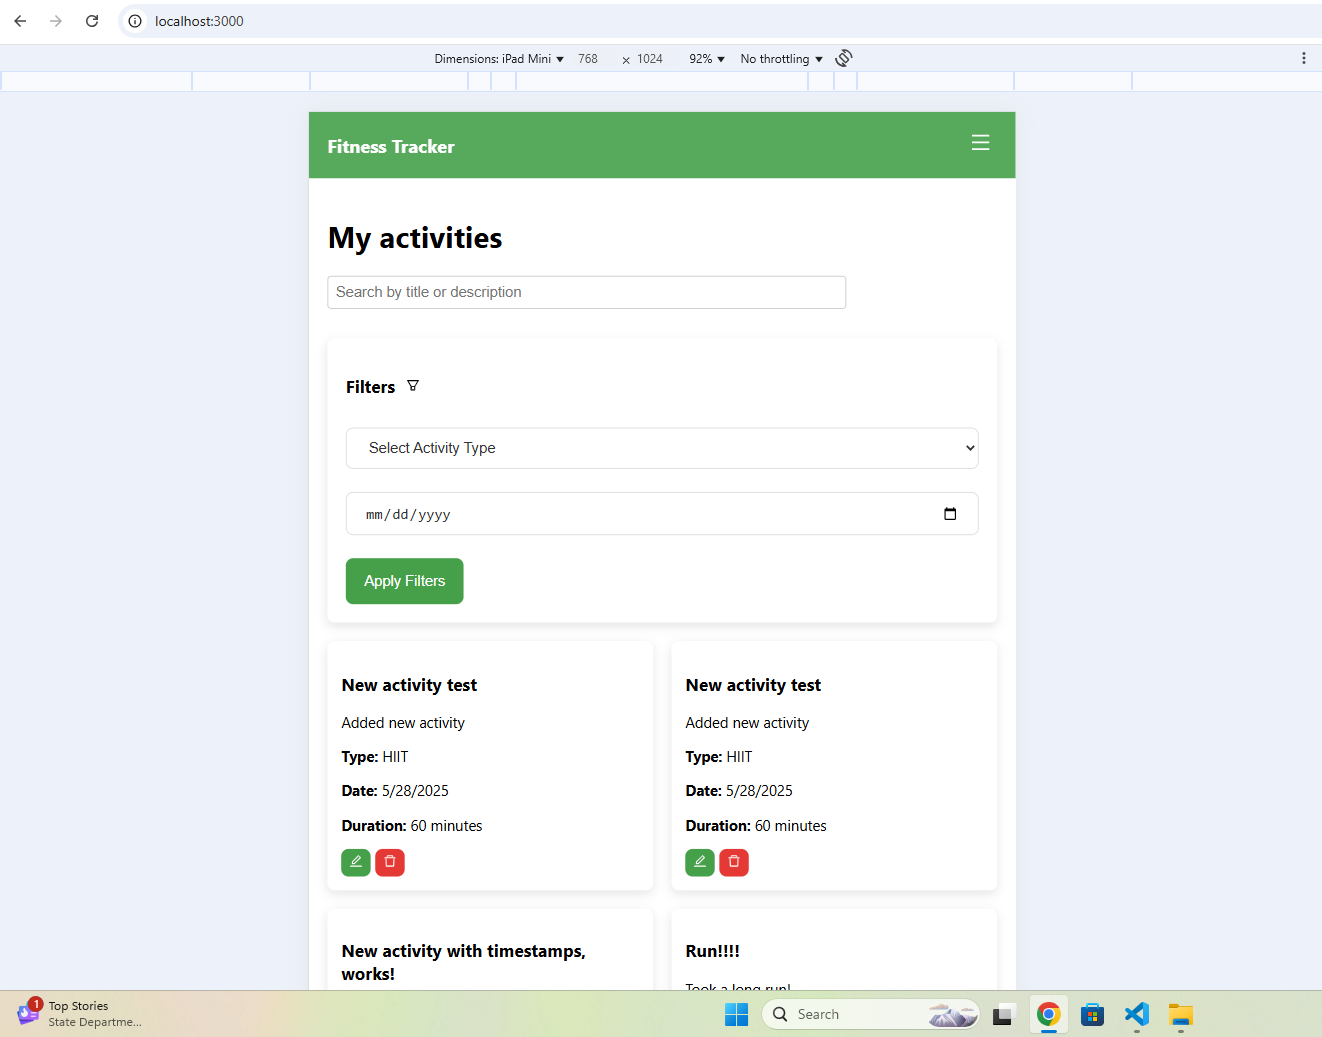 localhost:3000
Dimensions: iPad Mini 768 × 1024 92% No throttling
Fitness Tracker
My activities
Search by title or description
Filters
Select Activity Type
mm/dd/yyyy
Apply Filters
New activity test
Added new activity
Type: HIIT
Date: 5/28/2025
Duration: 60 minutes
New activity test
Added new activity
Type: HIIT
Date: 5/28/2025
Duration: 60 minutes
New activity with timestamps,
works!
Run!!!!
Took a long run!
1
Top Stories
State Departme...
Search